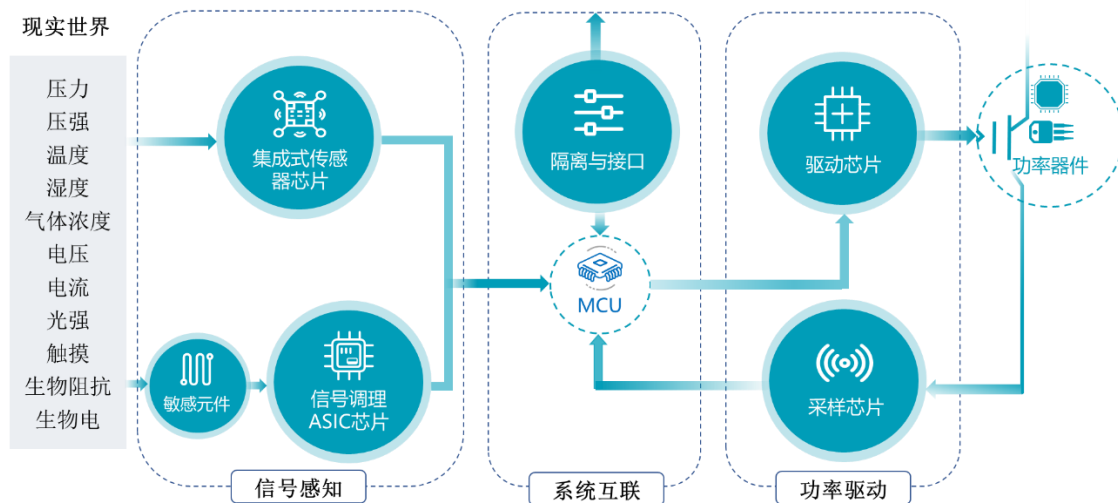 现实世界
压力
压强
温度
湿度
气体浓度
电压
电流
光强
触摸
生物阻抗
生物电
集成式传感
器芯片
敏感元件
信号调理
ASIC芯片
信号感知
隔离与接口
MCU
系统互联
驱动芯片
采样芯片
功率驱动
功率器件